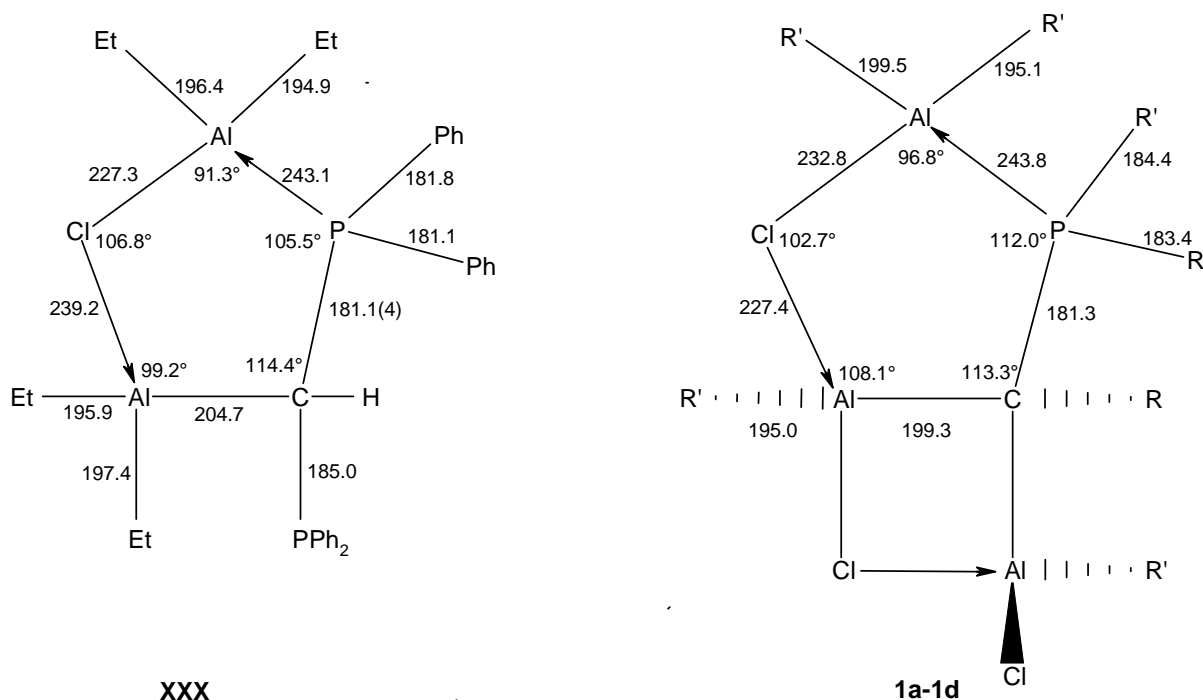 Et
Et
196.4
194.9
Al
91.3°
227.3
243.1
Ph
181.8
Cl
106.8°
105.5°
P
181.1
Ph
239.2
181.1(4)
99.2°
114.4°
Et
195.9
Al
204.7
C
H
197.4
185.0
Et
PPh2
XXX
R'
R'
199.5
195.1
Al
96.8°
232.8
243.8
R'
184.4
Cl
102.7°
112.0°
P
183.4
R
227.4
181.3
108.1°
113.3°
R'
195.0
Al
199.3
C
R
Cl
Al
R'
Cl
1a-1d